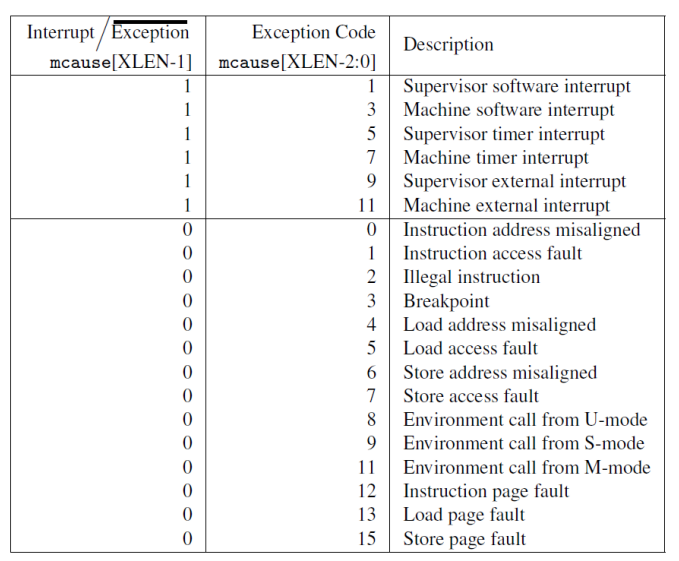 Interrupt / Exception Exception Code Description
mcause[XLEN-1] mcause[XLEN-2:0]
1 1 Supervisor software interrupt
1 3 Machine software interrupt
1 5 Supervisor timer interrupt
1 7 Machine timer interrupt
1 9 Supervisor external interrupt
1 11 Machine external interrupt
0 0 Instruction address misaligned
0 1 Instruction access fault
0 2 Illegal instruction
0 3 Breakpoint
0 4 Load address misaligned
0 5 Load access fault
0 6 Store address misaligned
0 7 Store access fault
0 8 Environment call from U-mode
0 9 Environment call from S-mode
0 11 Environment call from M-mode
0 12 Instruction page fault
0 13 Load page fault
0 15 Store page fault